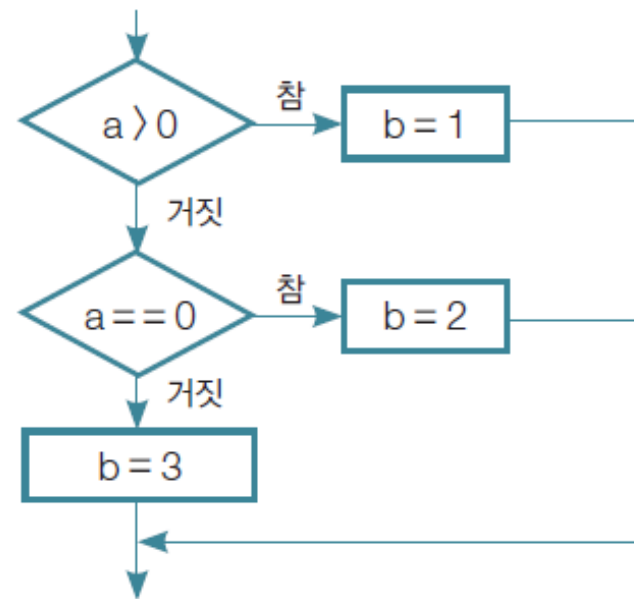 a > 0
참
b = 1
거짓
a = = 0
참
b = 2
거짓
b = 3